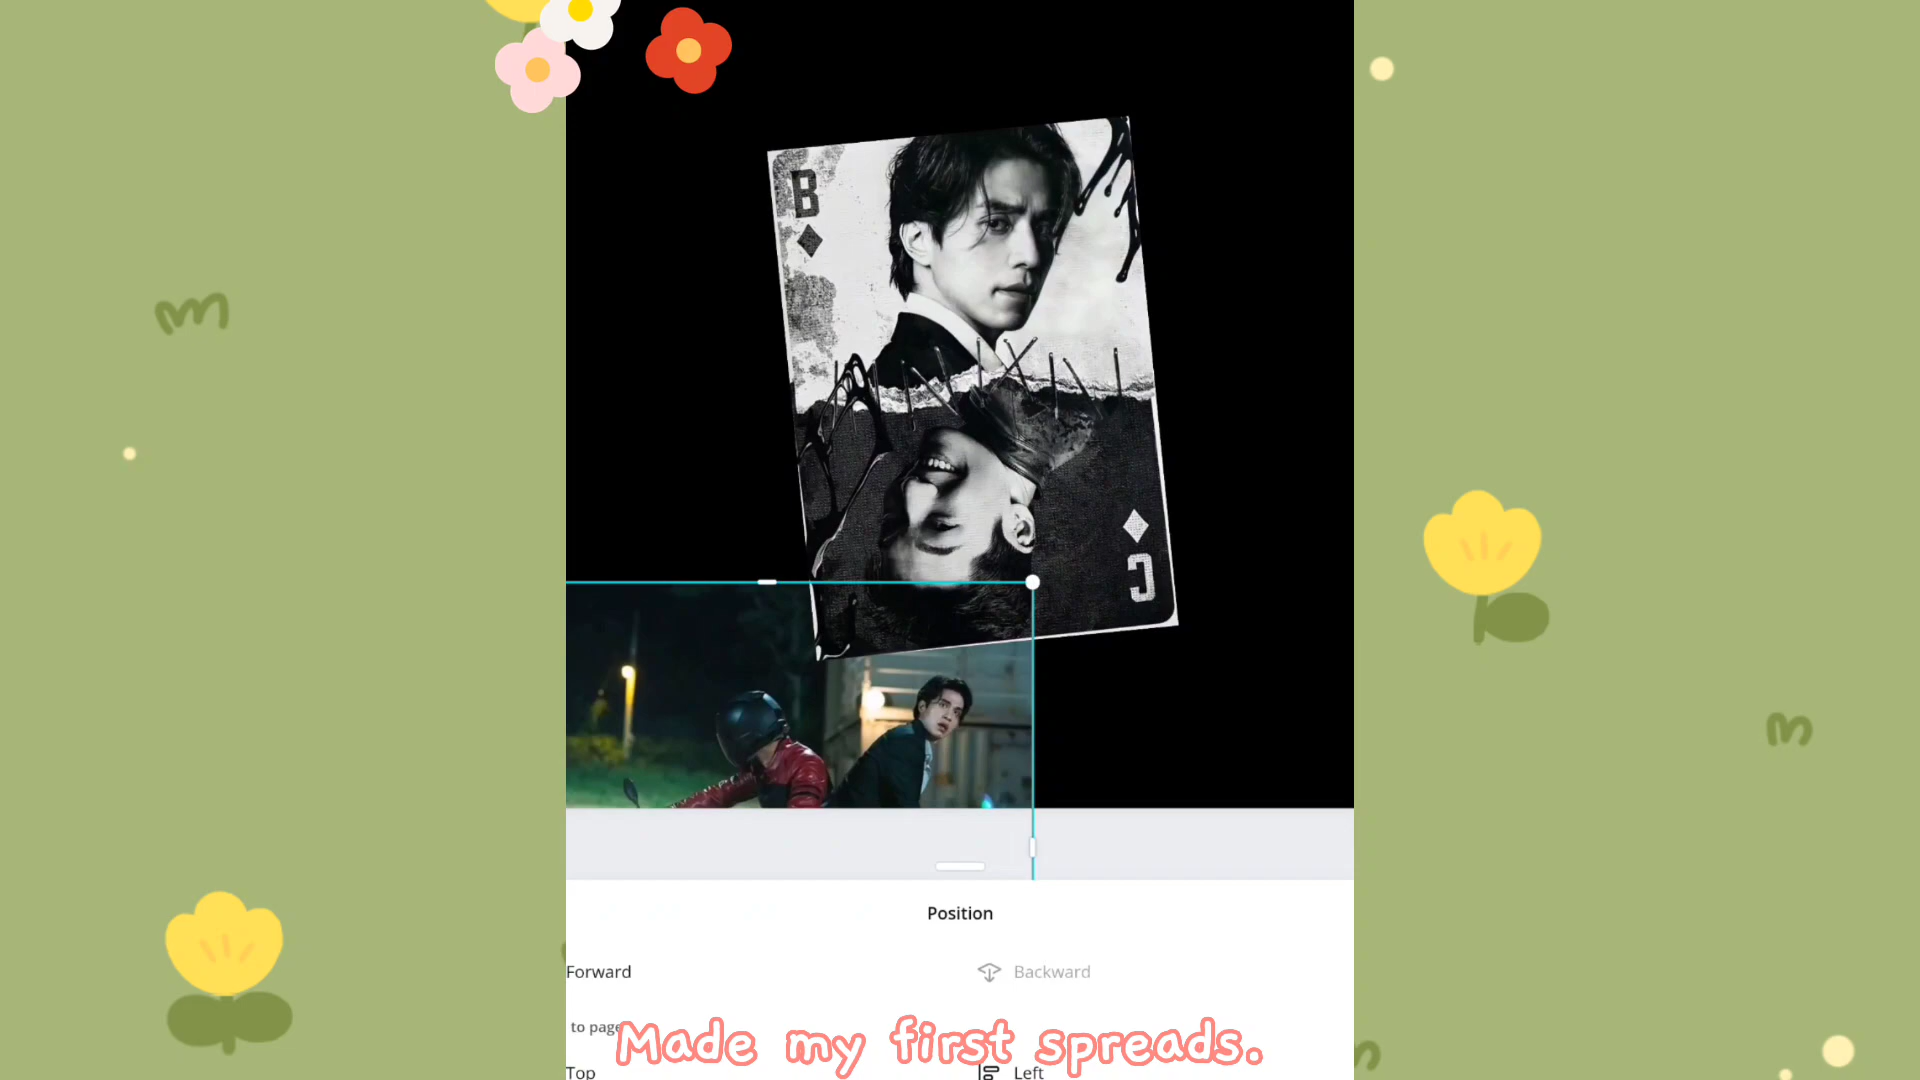 B
C
Position
Forward
Backward
to page
Made my first spreads.
Top
Left